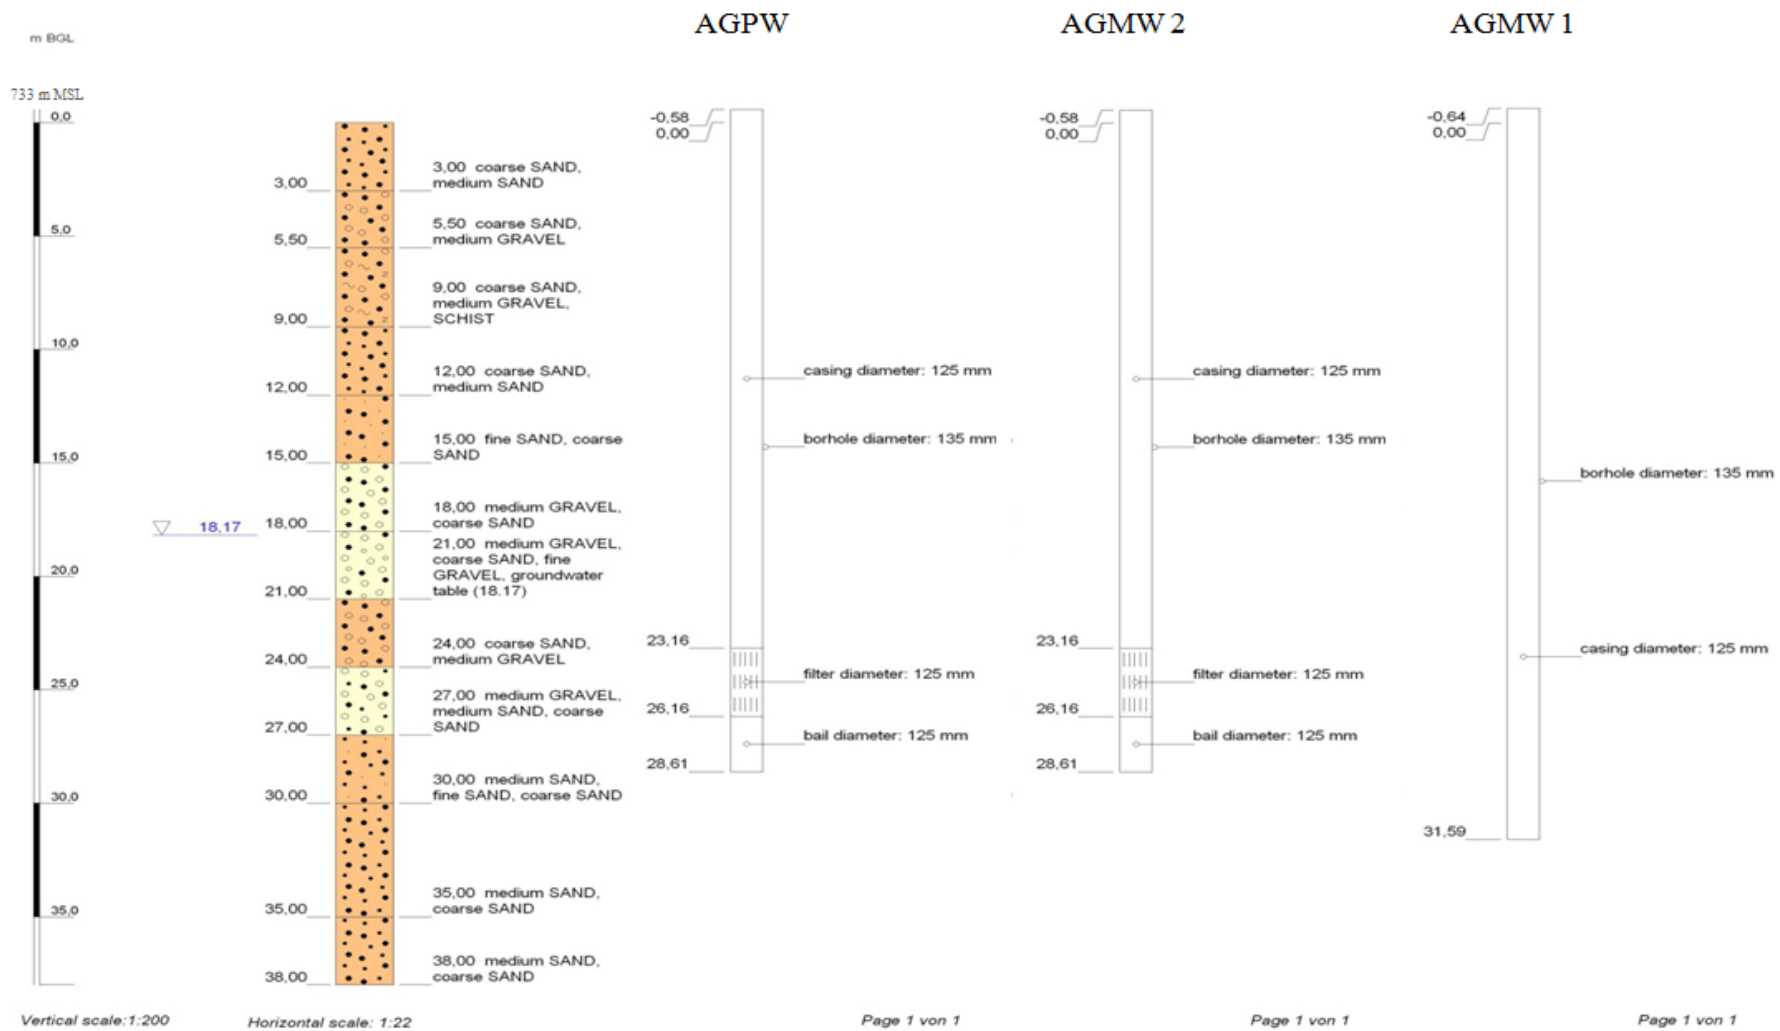 AGPW
AGMW 2
AGMW 1
m BGL
733 m MSL
0,0
5,0
10,0
15,0
20,0
25,0
30,0
35,0
18,17
3,00
5,50
9,00
12,00
15,00
18,00
21,00
24,00
27,00
30,00
35,00
38,00
3,00 coarse SAND,
medium SAND
5,50 coarse SAND,
medium GRAVEL
9,00 coarse SAND,
medium GRAVEL,
SCHIST
12,00 coarse SAND,
medium SAND
15,00 fine SAND, coarse
SAND
18,00 medium GRAVEL,
coarse SAND
21,00 medium GRAVEL,
coarse SAND, fine
GRAVEL, groundwater
table (18.17)
24,00 coarse SAND,
medium GRAVEL
27,00 medium GRAVEL,
medium SAND, coarse
SAND
30,00 medium SAND,
fine SAND, coarse SAND
35,00 medium SAND,
coarse SAND
38,00 medium SAND,
coarse SAND
-0,58
0,00
casing diameter: 125 mm
borhole diameter: 135 mm
23,16
filter diameter: 125 mm
26,16
bail diameter: 125 mm
28,61
-0,58
0,00
casing diameter: 125 mm
borhole diameter: 135 mm
23,16
filter diameter: 125 mm
26,16
bail diameter: 125 mm
28,61
-0,64
0,00
borhole diameter: 135 mm
casing diameter: 125 mm
31,59
Vertical scale:1:200
Horizontal scale: 1:22
Page 1 von 1
Page 1 von 1
Page 1 von 1